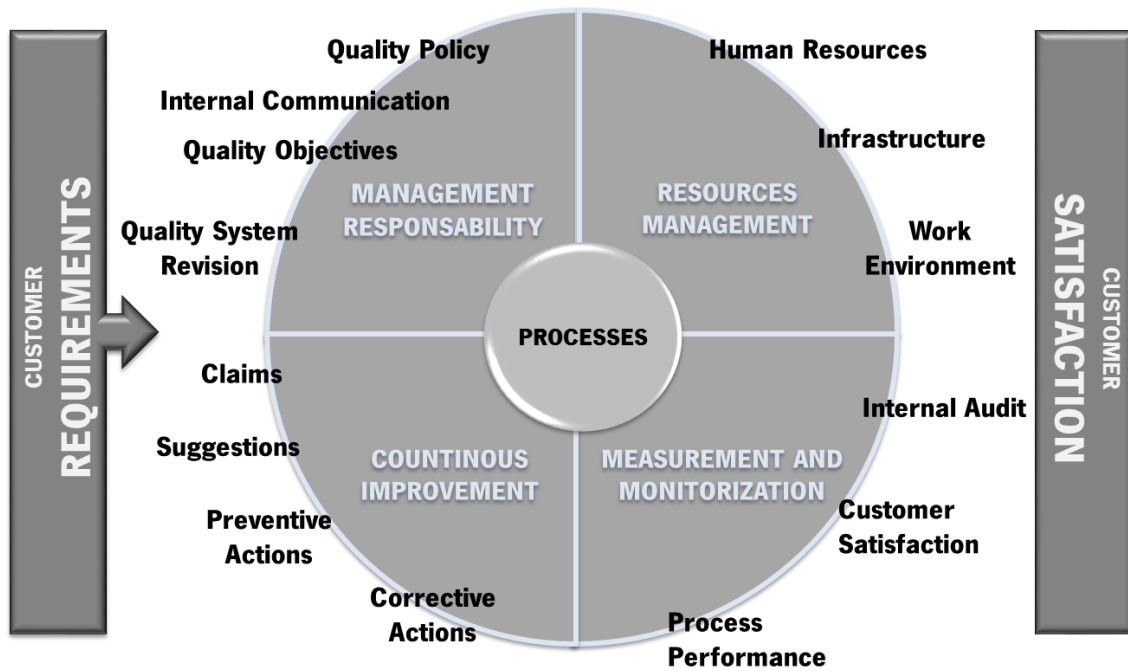 CUSTOMER
REQUIREMENTS
Quality Policy
Internal Communication
Quality Objectives
Quality System
Revision
MANAGEMENT
RESPONSABILITY
Human Resources
Infrastructure
Work
Environment
RESOURCES
MANAGEMENT
PROCESSES
Claims
Suggestions
Preventive
Actions
Corrective
Actions
COUNTINOUS
IMPROVEMENT
MEASUREMENT AND
MONITORIZATION
Internal Audit
Customer
Satisfaction
Process
Performance
CUSTOMER
SATISFACTION